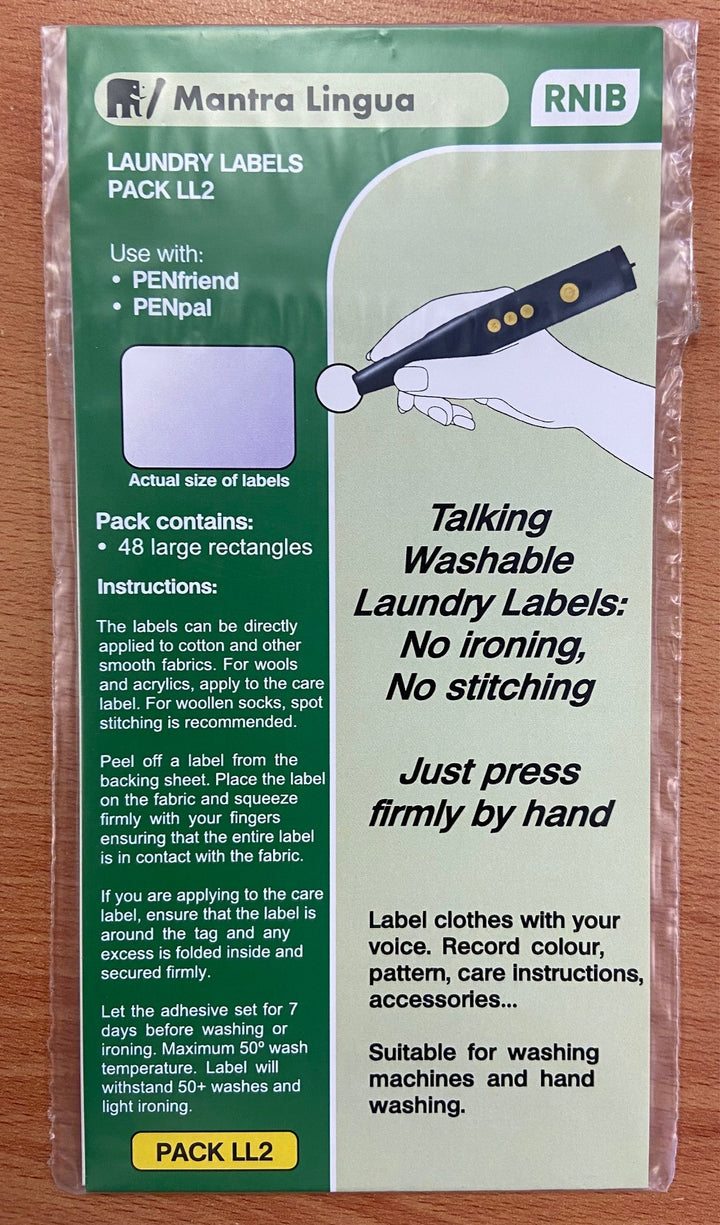 Mantra Lingua
RNIB
LAUNDRY LABELS
PACK LL2
Use with:
• PENfriend
• PENpal
Actual size of labels
Pack contains:
• 48 large rectangles
Instructions:
The labels can be directly
applied to cotton and other
smooth fabrics. For wools
and acrylics, apply to the care
label. For woollen socks, spot
stitching is recommended.
Peel off a label from the
backing sheet. Place the label
on the fabric and squeeze
firmly with your fingers
ensuring that the entire label
is in contact with the fabric.
If you are applying to the care
label, ensure that the label is
around the tag and any
excess is folded inside and
secured firmly.
Let the adhesive set for 7
days before washing or
ironing. Maximum 50º wash
temperature. Label will
withstand 50+ washes and
light ironing.
PACK LL2
Talking
Washable
Laundry Labels:
No ironing,
No stitching
Just press
firmly by hand
Label clothes with your
voice. Record colour,
pattern, care instructions,
accessories...
Suitable for washing
machines and hand
washing.